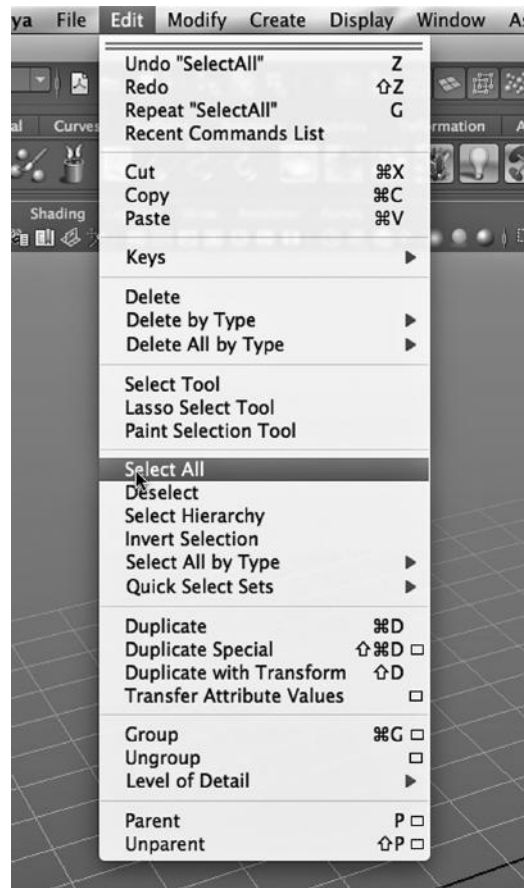 ya File Edit Modify Create Display Window As
Undo "SelectAll" Z
Redo ⇧Z
Repeat "SelectAll" G
Recent Commands List
al Curves
rmation A
Cut ⌘X
Copy ⌘C
Paste ⌘V
Shading
Keys ▶
Delete
Delete by Type ▶
Delete All by Type ▶
Select Tool
Lasso Select Tool
Paint Selection Tool
Select All
Deselect
Select Hierarchy
Invert Selection
Select All by Type ▶
Quick Select Sets ▶
Duplicate ⌘D
Duplicate Special ⇧⌘D
Duplicate with Transform ⇧D
Transfer Attribute Values
Group ⌘G
Ungroup
Level of Detail ▶
Parent P
Unparent ⇧P